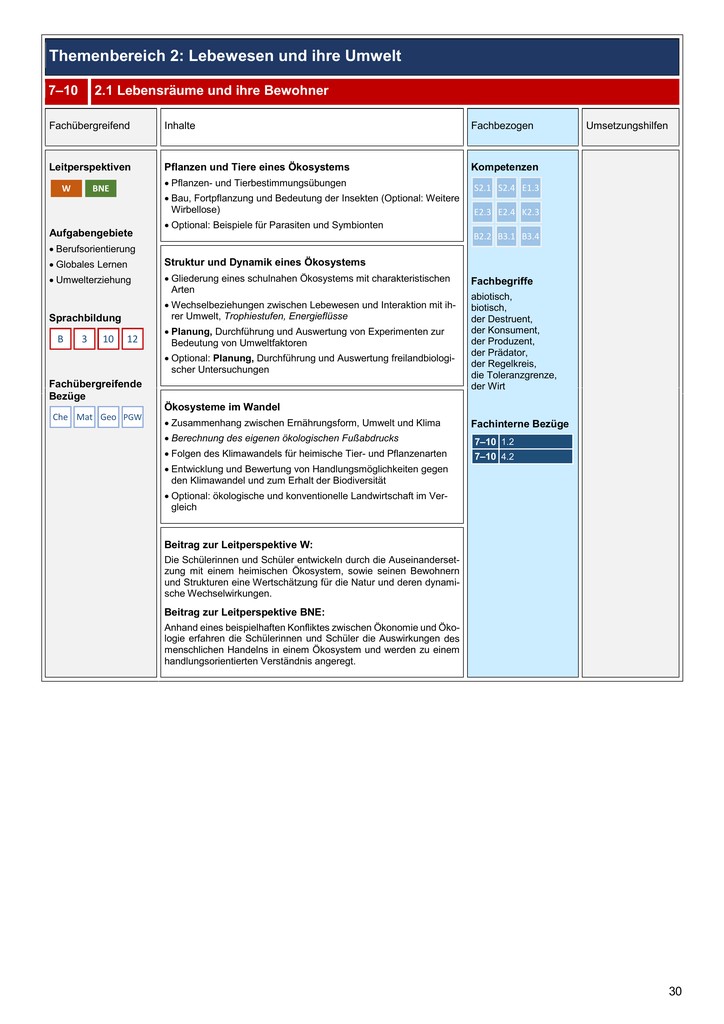 Themenbereich 2: Lebewesen und ihre Umwelt
7–10 2.1 Lebensräume und ihre Bewohner
Fachübergreifend
Inhalte
Fachbezogen
Umsetzungshilfen
Leitperspektiven
W BNE
Aufgabengebiete
• Berufsorientierung
• Globales Lernen
• Umwelterziehung
Sprachbildung
B 3 10 12
Fachübergreifende
Bezüge
Che Mat Geo PGW
Pflanzen und Tiere eines Ökosystems
• Pflanzen- und Tierbestimmungsübungen
• Bau, Fortpflanzung und Bedeutung der Insekten (Optional: Weitere
Wirbellose)
• Optional: Beispiele für Parasiten und Symbionten
Struktur und Dynamik eines Ökosystems
• Gliederung eines schulnahen Ökosystems mit charakteristischen
Arten
• Wechselbeziehungen zwischen Lebewesen und Interaktion mit ih-
rer Umwelt, Trophiestufen, Energieflüsse
• Planung, Durchführung und Auswertung von Experimenten zur
Bedeutung von Umweltfaktoren
• Optional: Planung, Durchführung und Auswertung freilandbiologi-
scher Untersuchungen
Ökosysteme im Wandel
• Zusammenhang zwischen Ernährungsform, Umwelt und Klima
• Berechnung des eigenen ökologischen Fußabdrucks
• Folgen des Klimawandels für heimische Tier- und Pflanzenarten
• Entwicklung und Bewertung von Handlungsmöglichkeiten gegen
den Klimawandel und zum Erhalt der Biodiversität
• Optional: ökologische und konventionelle Landwirtschaft im Ver-
gleich
Beitrag zur Leitperspektive W:
Die Schülerinnen und Schüler entwickeln durch die Auseinanderset-
zung mit einem heimischen Ökosystem, sowie seinen Bewohnern
und Strukturen eine Wertschätzung für die Natur und deren dynami-
sche Wechselwirkungen.
Beitrag zur Leitperspektive BNE:
Anhand eines beispielhaften Konfliktes zwischen Ökonomie und Öko-
logie erfahren die Schülerinnen und Schüler die Auswirkungen des
menschlichen Handelns in einem Ökosystem und werden zu einem
handlungsorientierten Verständnis angeregt.
Kompetenzen
S2.1 S2.4 E1.3
E2.3 E2.4 K2.3
B2.2 B3.1 B3.4
Fachbegriffe
abiotisch,
biotisch,
der Destruent,
der Konsument,
der Produzent,
der Prädator,
der Regelkreis,
die Toleranzgrenze,
der Wirt
Fachinterne Bezüge
7–10 1.2
7–10 4.2
30